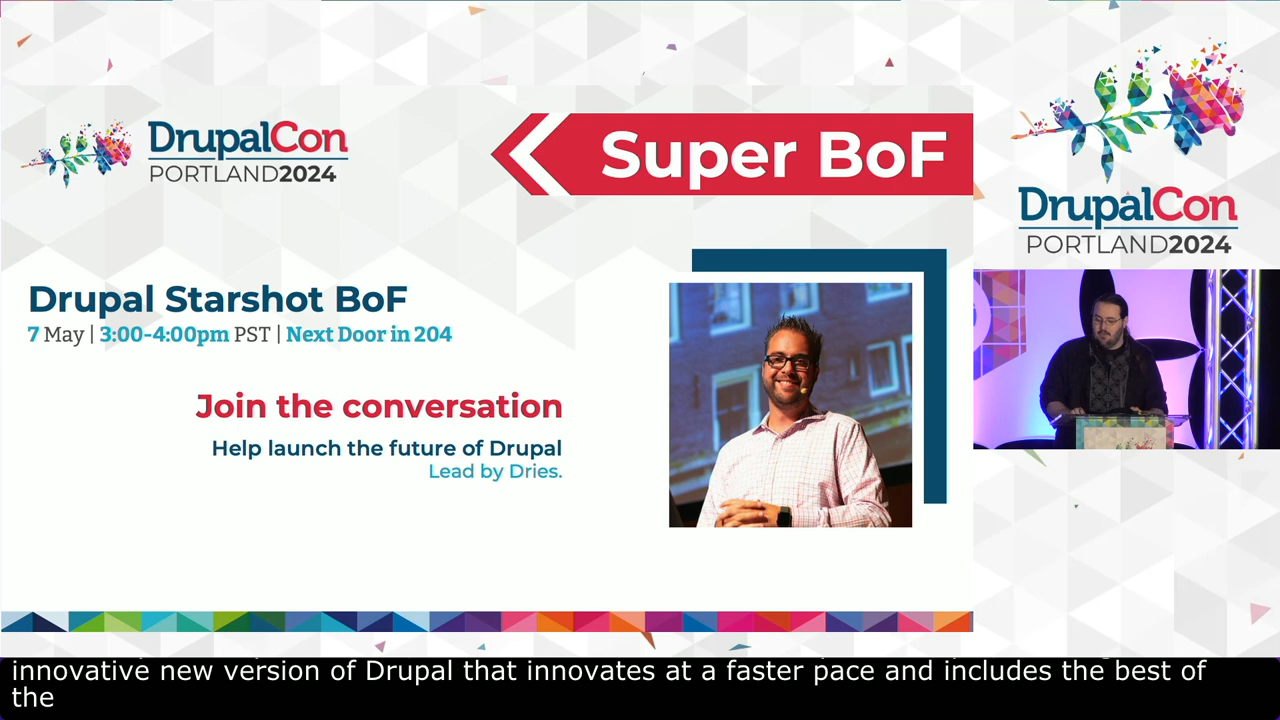 DrupalCon
PORTLAND2024
Super BoF
Drupal Starshot BoF
7 May | 3:00-4:00pm PST | Next Door in 204
Join the conversation
Help launch the future of Drupal
Lead by Dries.
DrupalCon
PORTLAND2024
innovative new version of Drupal that innovates at a faster pace and includes the best of
the